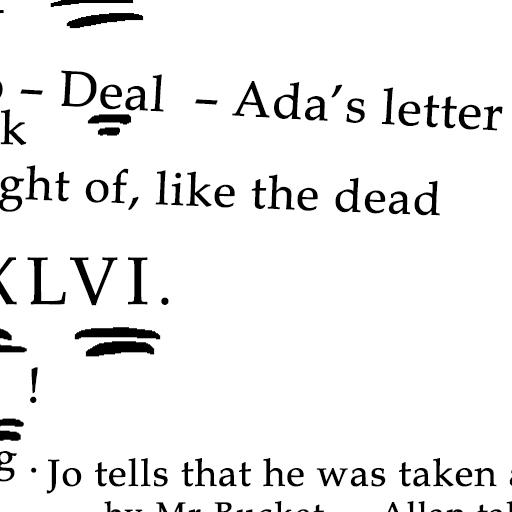 – Deal – Ada's letter
k
ght of, like the dead
XLVI.
!
g · Jo tells that he was taken
by Mr Bucket. Allan